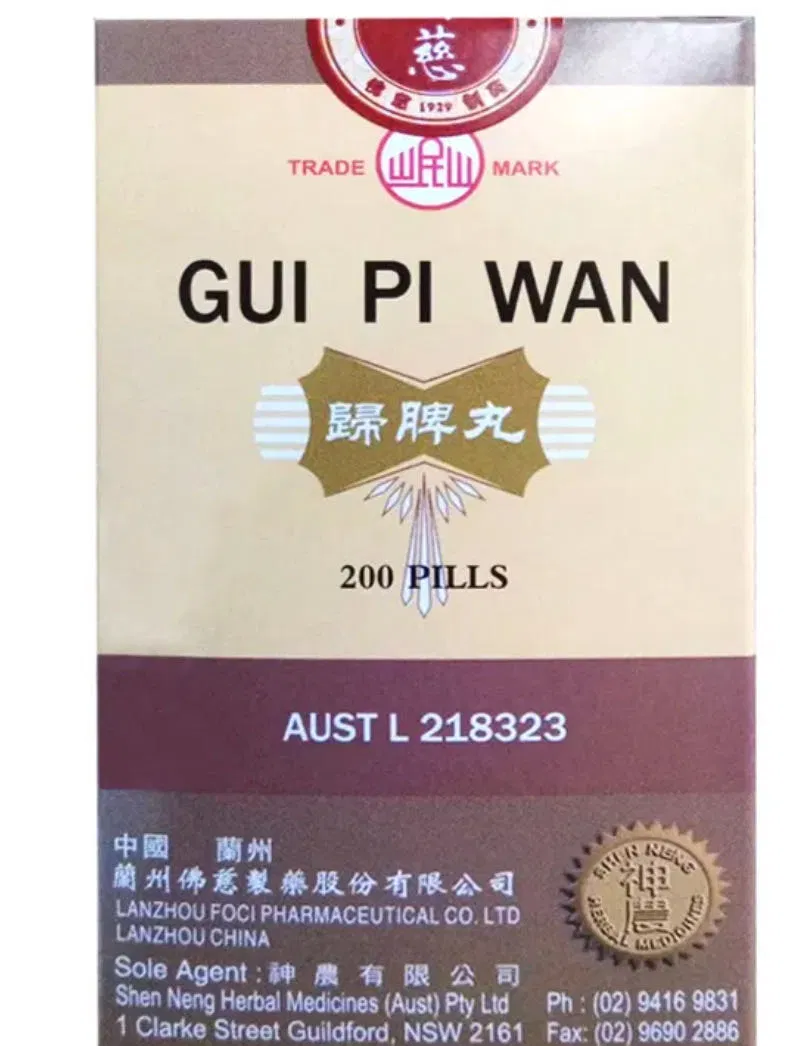 慈
佛慈 1929 製药
TRADE 岷山 MARK
GUI PI WAN
歸脾丸
200 PILLS
AUST L 218323
中國 蘭州
蘭州佛慈製藥股份有限公司
LANZHOU FOCI PHARMACEUTICAL CO. LTD
LANZHOU CHINA
SHEN NENG
神農
HERBAL MEDICINES
Sole Agent : 神農有限公司
Shen Neng Herbal Medicines (Aust) Pty Ltd Ph : (02) 9416 9831
1 Clarke Street Guildford, NSW 2161 Fax: (02) 9690 2886